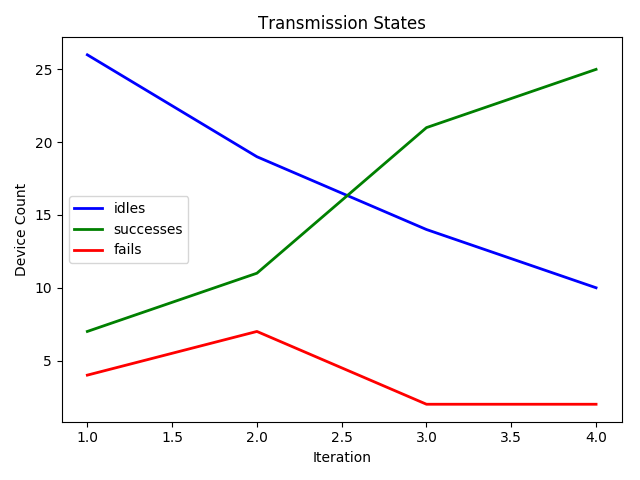 Transmission States
Device Count
25
20
15
10
5
idles
successes
fails
1.0 1.5 2.0 2.5 3.0 3.5 4.0
Iteration